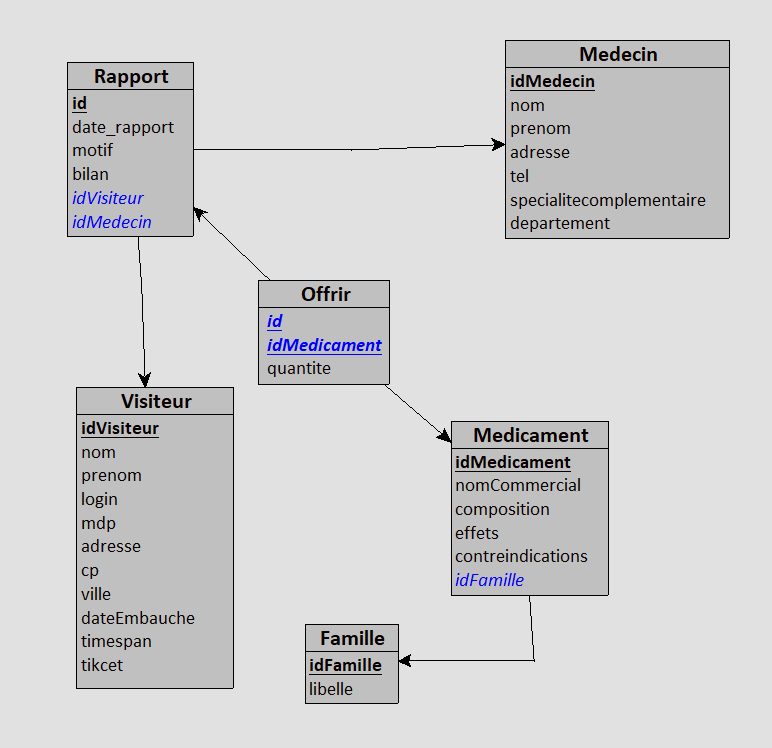 Rapport
id
date_rapport
motif
bilan
idVisiteur
idMedecin
Medecin
idMedecin
nom
prenom
adresse
tel
specialitecomplementaire
departement
Offrir
id
idMedicament
quantite
Visiteur
idVisiteur
nom
prenom
login
mdp
adresse
cp
ville
dateEmbauche
timespan
tikcet
Medicament
idMedicament
nomCommercial
composition
effets
contreindications
idFamille
Famille
idFamille
libelle